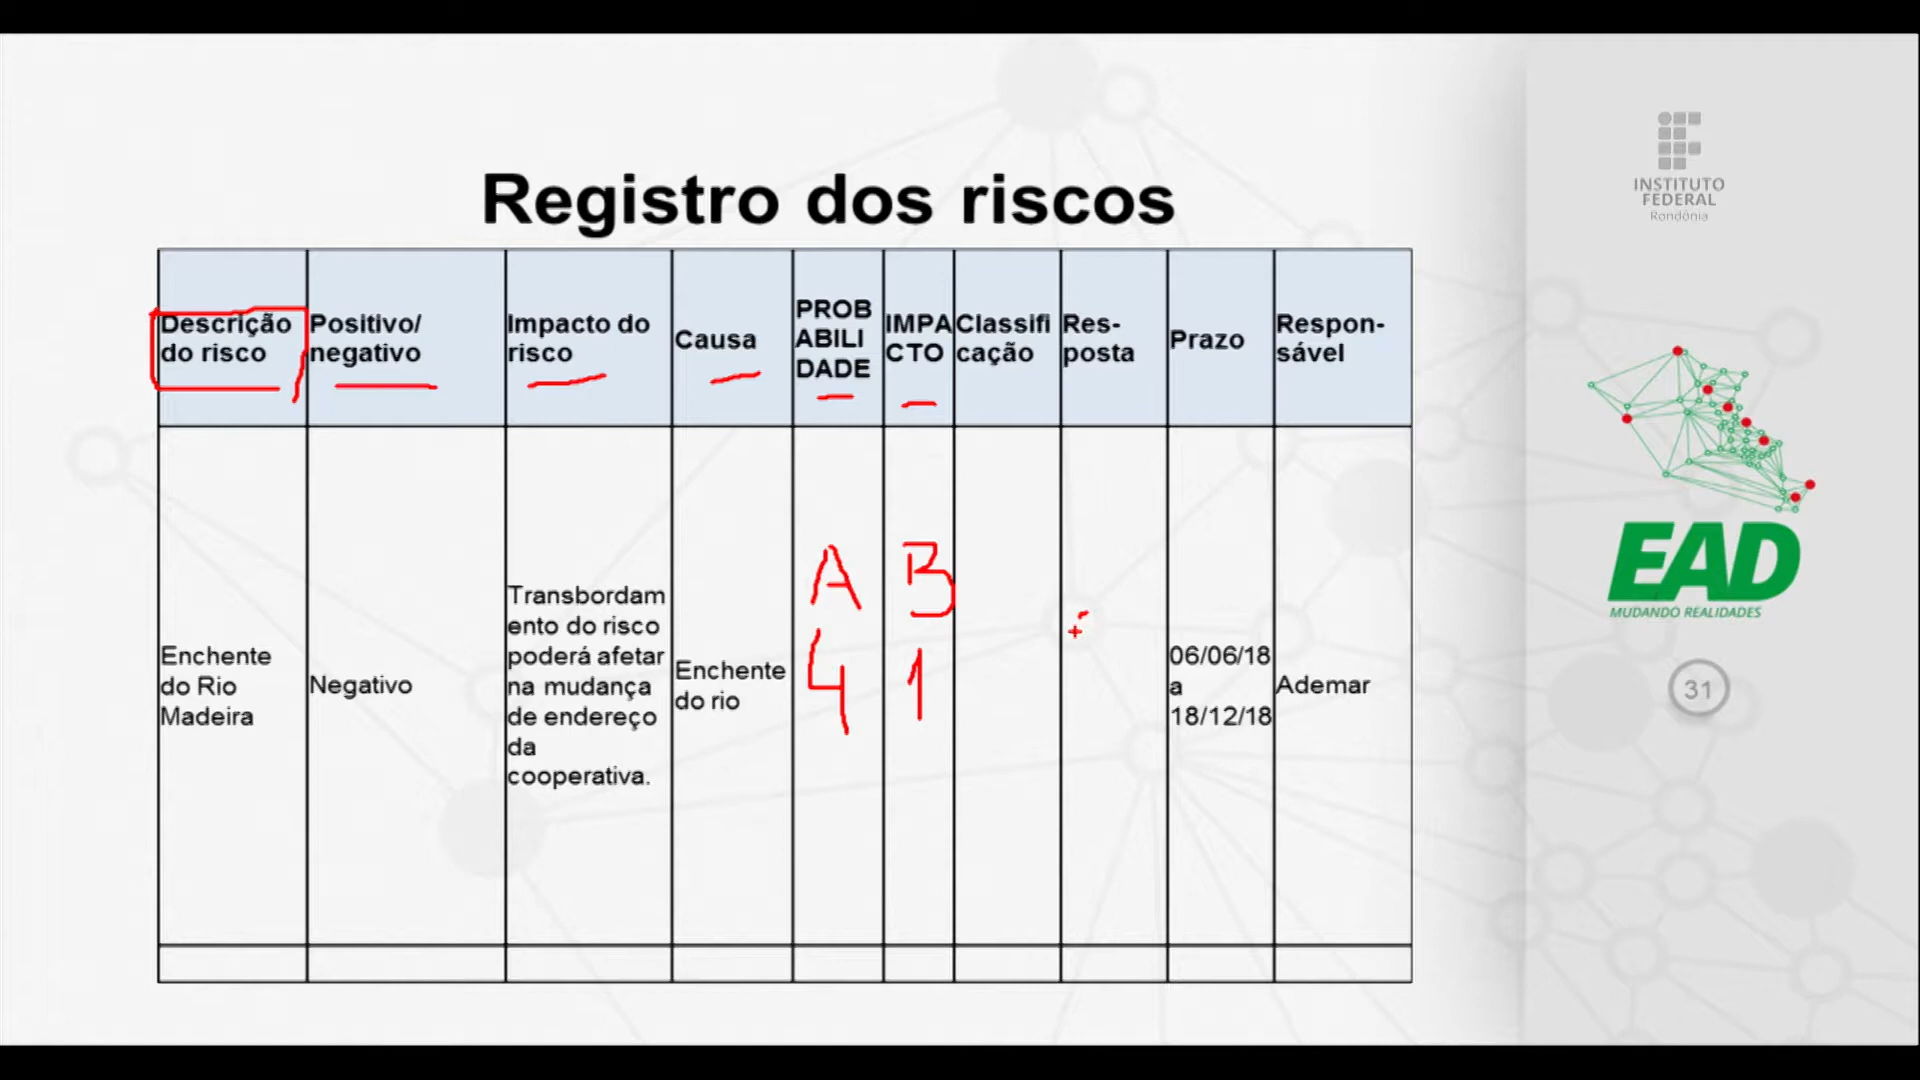 Registro dos riscos
Descrição
do risco
Positivo/
negativo
Impacto do
risco
Causa
PROB
ABILI
DADE
IMPA
CTO
Classifi
cação
Res-
posta
Prazo
Respon-
sável
Enchente
do Rio
Madeira
Negativo
Transbordam
ento do risco
poderá afetar
na mudança
de endereço
da
cooperativa.
Enchente
do rio
A
4
B
1
06/06/18
a
18/12/18
Ademar
INSTITUTO
FEDERAL
Rondônia
EAD
MUDANDO REALIDADES
31